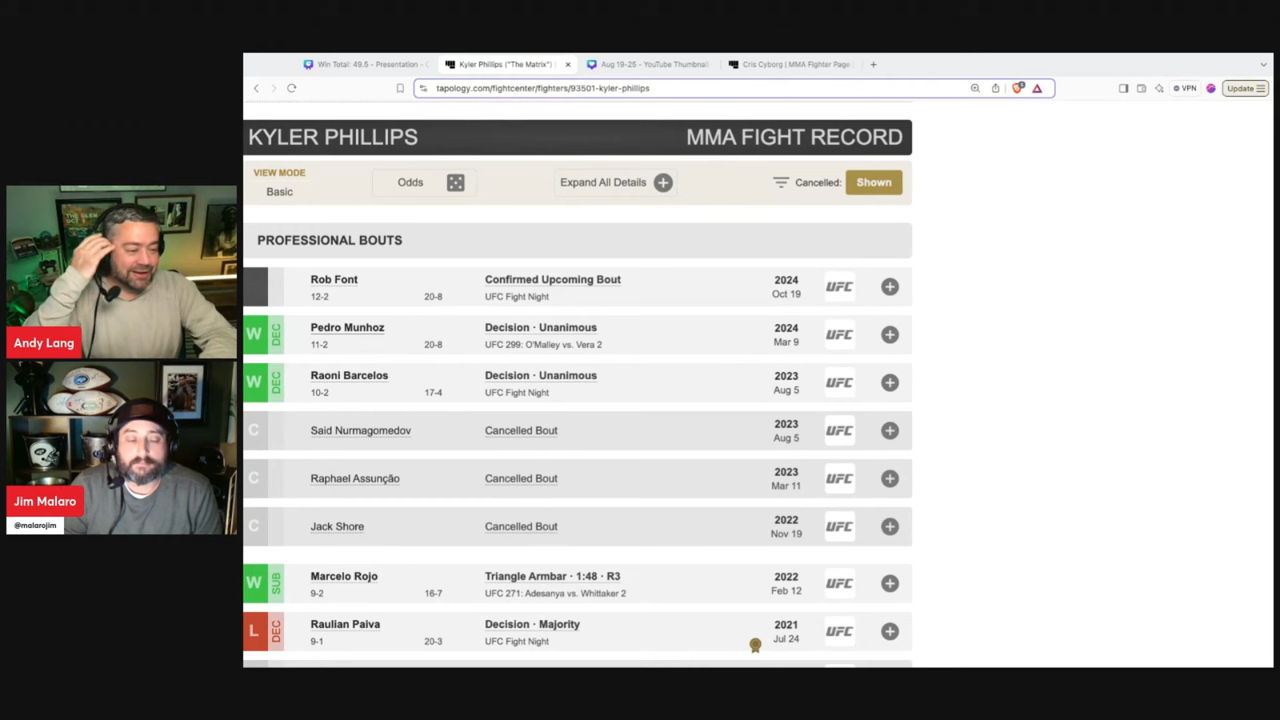 Win Total: 49.5 - Presentation - C
Kyler Phillips ("The Matrix") |
Aug 19-25 - YouTube Thumbnail
Cris Cyborg | MMA Fighter Page
tapology.com/fightcenter/fighters/93501-kyler-phillips
VPN
Update
KYLER PHILLIPS
MMA FIGHT RECORD
VIEW MODE
Basic
Odds
Expand All Details
Cancelled:
Shown
PROFESSIONAL BOUTS
Rob Font
Confirmed Upcoming Bout
2024
12-2
20-8
UFC Fight Night
Oct 19
UFC
W
DEC
Pedro Munhoz
Decision · Unanimous
2024
11-2
20-8
UFC 299: O'Malley vs. Vera 2
Mar 9
UFC
W
DEC
Raoni Barcelos
Decision · Unanimous
2023
10-2
17-4
UFC Fight Night
Aug 5
UFC
C
Said Nurmagomedov
Cancelled Bout
2023
Aug 5
UFC
C
Raphael Assunção
Cancelled Bout
2023
Mar 11
UFC
C
Jack Shore
Cancelled Bout
2022
Nov 19
UFC
W
SUB
Marcelo Rojo
Triangle Armbar · 1:48 · R3
2022
9-2
16-7
UFC 271: Adesanya vs. Whittaker 2
Feb 12
UFC
L
DEC
Raulian Paiva
Decision · Majority
2021
9-1
20-3
UFC Fight Night
Jul 24
UFC
Andy Lang
Jim Malaro
@malarojim